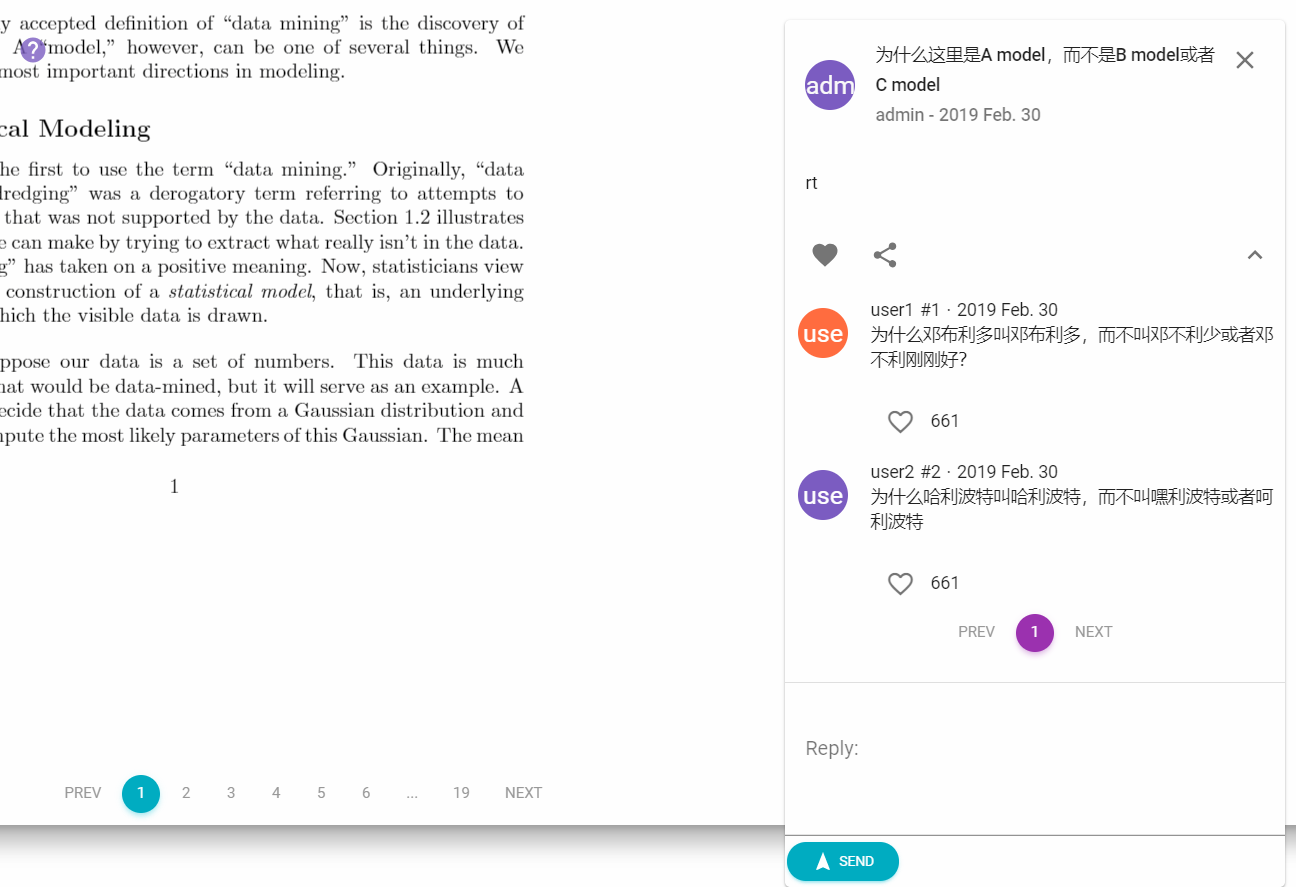 y accepted definition of “data mining” is the discovery of
A “model,” however, can be one of several things. We
most important directions in modeling.
cal Modeling
he first to use the term “data mining.” Originally, “data
dredging” was a derogatory term referring to attempts to
that was not supported by the data. Section 1.2 illustrates
e can make by trying to extract what really isn’t in the data.
g” has taken on a positive meaning. Now, statisticians view
construction of a statistical model, that is, an underlying
hich the visible data is drawn.
ppose our data is a set of numbers. This data is much
hat would be data-mined, but it will serve as an example. A
ecide that the data comes from a Gaussian distribution and
mpute the most likely parameters of this Gaussian. The mean
1
PREV 1 2 3 4 5 6 ... 19 NEXT
adm
为什么这里是A model，而不是B model或者
C model
admin - 2019 Feb. 30
rt
use
user1 #1 · 2019 Feb. 30
为什么邓布利多叫邓布利多，而不叫邓不利少或者邓
不利刚刚好？
661
use
user2 #2 · 2019 Feb. 30
为什么哈利波特叫哈利波特，而不叫嘿利波特或者呵
利波特
661
PREV 1 NEXT
Reply:
SEND